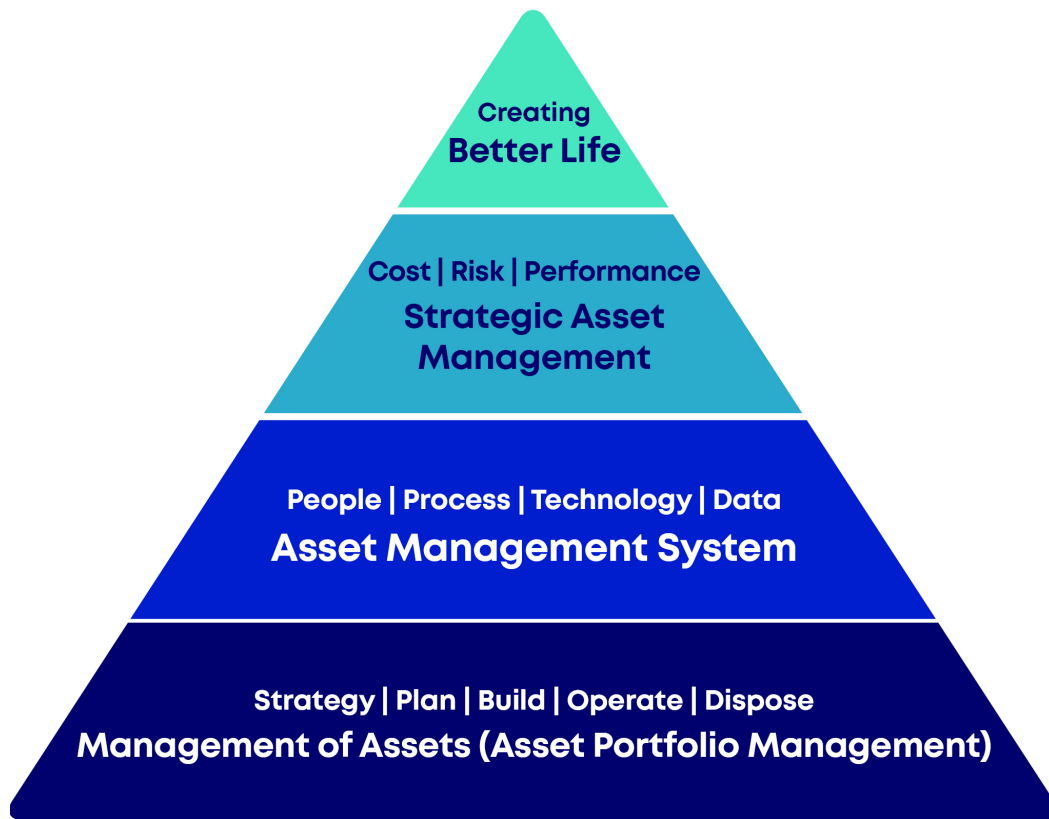 Creating
Better Life
Cost | Risk | Performance
Strategic Asset
Management
People | Process | Technology | Data
Asset Management System
Strategy | Plan | Build | Operate | Dispose
Management of Assets (Asset Portfolio Management)